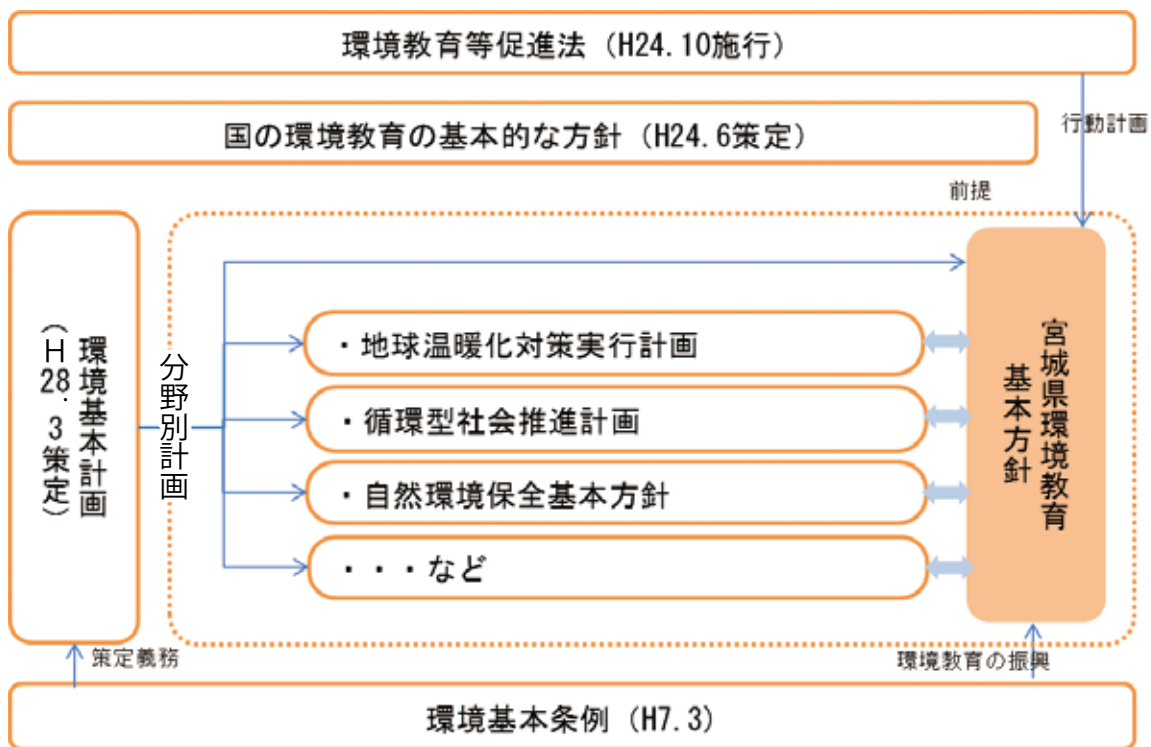 環境教育等促進法（H24.10施行）
国の環境教育の基本的な方針（H24.6策定）
行動計画
前提
環境基本計画
（H28.3策定）
分野別計画
・地球温暖化対策実行計画
・循環型社会推進計画
・自然環境保全基本方針
・・・など
宮城県環境教育
基本方針
策定義務
環境教育の振興
環境基本条例（H7.3）